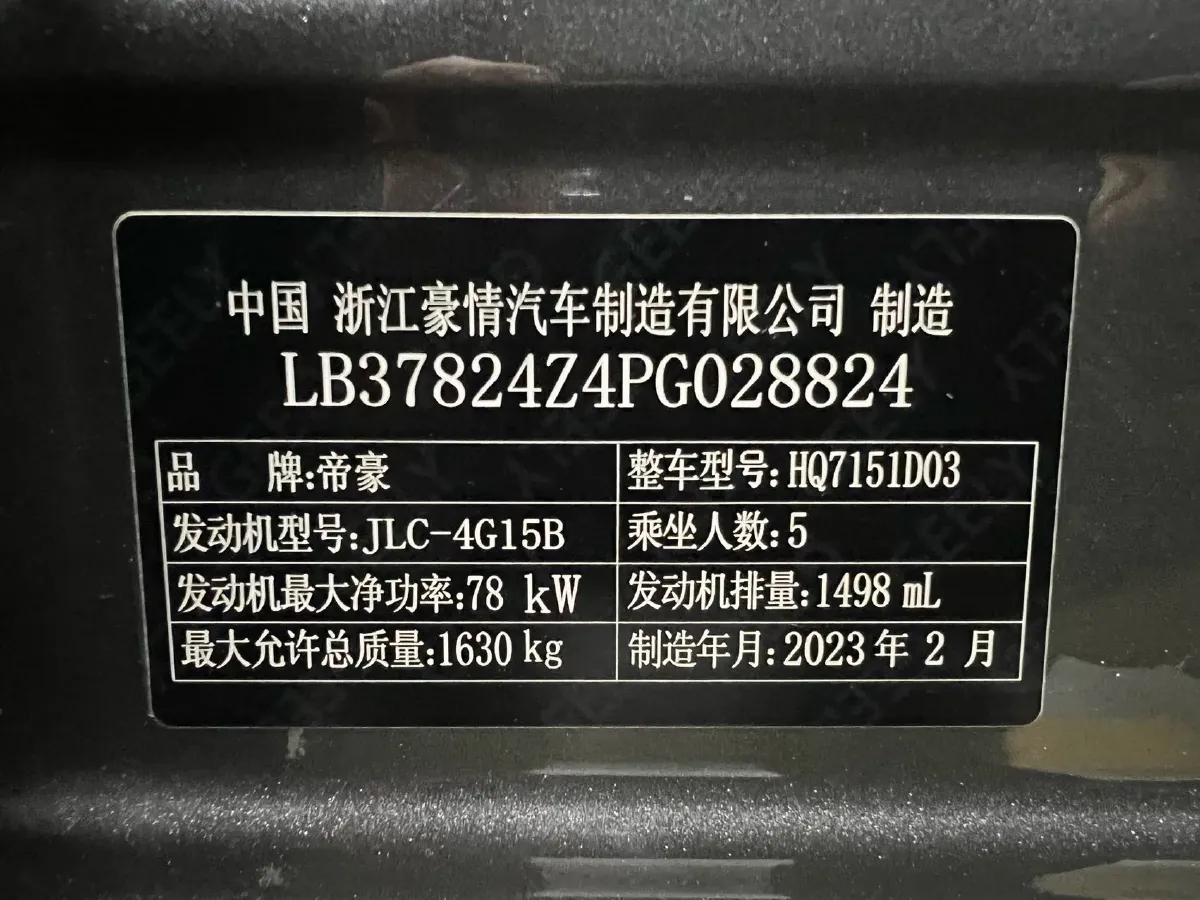 中国 浙江豪情汽车制造有限公司 制造
LB37824Z4PG028824
品 牌:帝豪 整车型号:HQ7151D03
发动机型号:JLC-4G15B 乘坐人数:5
发动机最大净功率:78 kW 发动机排量:1498 mL
最大允许总质量:1630 kg 制造年月:2023 年 2 月